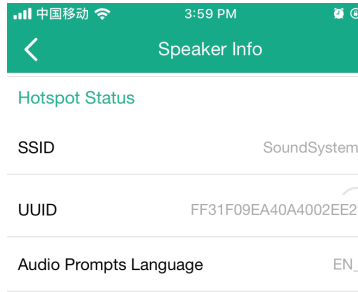 中国移动 3:59 PM
Speaker Info
Hotspot Status
SSID SoundSystem
UUID FF31F09EA40A4002EE2
Audio Prompts Language EN_